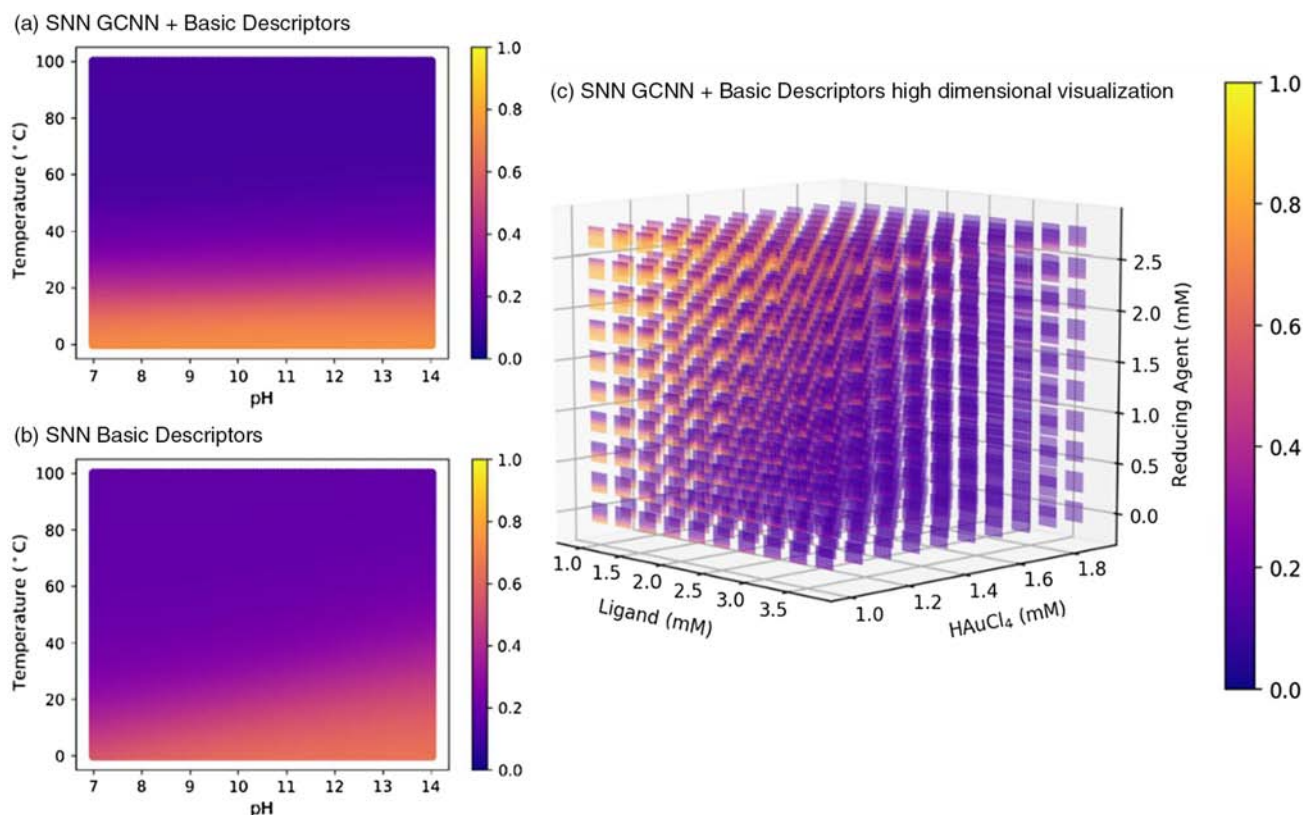 (a) SNN GCNN + Basic Descriptors
Temperature (°C)
100
80
60
40
20
0
7 8 9 10 11 12 13 14
pH
1.0
0.8
0.6
0.4
0.2
0.0
(b) SNN Basic Descriptors
Temperature (°C)
100
80
60
40
20
0
7 8 9 10 11 12 13 14
pH
1.0
0.8
0.6
0.4
0.2
0.0
(c) SNN GCNN + Basic Descriptors high dimensional visualization
2.5
2.0
1.5
1.0
0.5
0.0
Reducing Agent (mM)
1.0 1.5 2.0 2.5 3.0 3.5
Ligand (mM)
1.0 1.2 1.4 1.6 1.8
HAuCl₄ (mM)
1.0
0.8
0.6
0.4
0.2
0.0